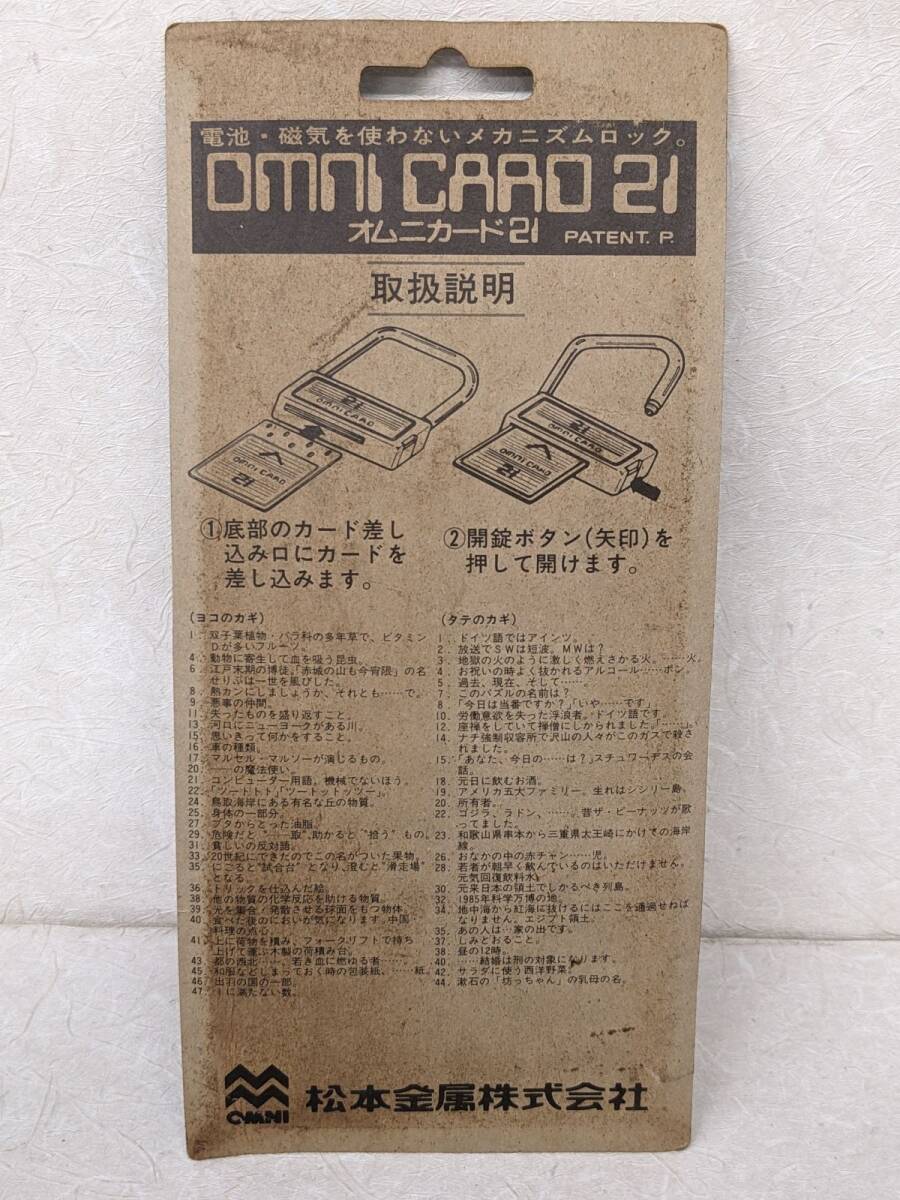 電池・磁気を使わないメカニズムロック。
OMNI CARD 21
オムニカード21 PATENT. P.
取扱説明
21
OMNI CARD
OMNI CARD
21
21
OMNI CARD
OMNI CARD
21
①底部のカード差し
込み口にカードを
差し込みます。
②開錠ボタン(矢印)を
押して開けます。
(ヨコのカギ)
1. 双子葉植物・バラ科の多年草で、ビタミン
が多いフルーツ。
4. 動物に寄生して血を吸う昆虫。
6. 江戸末期の博徒。「赤城の山も今宵限」の名
せりふは一世を風びした。
8. 熱カンにしましょうか、それとも……で。
9. 悪事の仲間。
11. 失ったものを盛り返すこと。
13. 河口にニューヨークがある川。
15. 思いきって何かをすること。
16. 車の種類。
17. マルセル・マルソーが演じるもの。
20. ……の魔法使い。
21. コンピューター用語。機械でないほう。
22. 「ツートトト」「ツートットッツー」。
24. 鳥取海岸にある有名な丘の物質。
25. 身体の一部分。
27. ブタからとった油脂。
29. 危険だと“……取”、助かると“拾う”もの。
31. 貧しいの反対語。
33. 20世紀にできたのでこの名がついた果物。
35. にごると“試合台”となり、澄むと“滑走場”
となる。
36. トリックを仕込んだ絵。
38. 他の物質の化学反応を助ける物質。
39. 光を集合・発散させる球面をもつ物体。
40. 食べた後のにおいが気になります。中国
料理の点心。
41. 上に荷物を積み、フォークリフトで持ち
上げて運ぶ木製の荷積み台。
43. 都の西北……、若き血に燃ゆる者……。
45. 和服などしまっておく時の包装紙、……紙。
46. 出羽の国の一部。
47. 1に満たない数。
(タテのカギ)
1. ドイツ語ではアインツ。
2. 放送でSWは短波。MWは?
3. 地獄の火のように激しく燃えさかる火。……火。
4. お祝いの時よく抜かれるアルコール……ポン。
5. 過去、現在、そして……。
7. このパズルの名前は?
8. 「今日は当番ですか?」「いや……です」
10. 労働意欲を失った浮浪者。ドイツ語です。
12. 座禅をしていて禅僧にしかられました。「……」。
14. ナチ強制収容所で沢山の人々がこのガスで殺さ
れました。
15. 「あなた、今日の……は?」スチュワーデスの会
話。
18. 元日に飲むお酒。
19. アメリカ五大ファミリー。生れはシシリー島。
20. 所有者。
22. ゴジラ、ラドン、……。昔ザ・ピーナッツが歌
ってました。
23. 和歌山県串本から三重県太王崎にかけての海岸
線。
26. おなかの中の赤チャン……児。
28. 若者が軽早く飲んでいるのはいただけません。
元気回復飲料水。
30. 元来日本の領土でしかるべき列島。
32. 1985年科学万博の地。
34. 地中海から紅海に抜けるにはここを通過せねば
なりません。エジプト領土。
35. あの人は…家の出です。
37. しみとおること。
38. 昼の12時。
40. ……結婚は刑の対象になります。
42. サラダに使う西洋野菜。
44. 漱石の「坊っちゃん」の乳母の名。
OMNI 松本金属株式会社